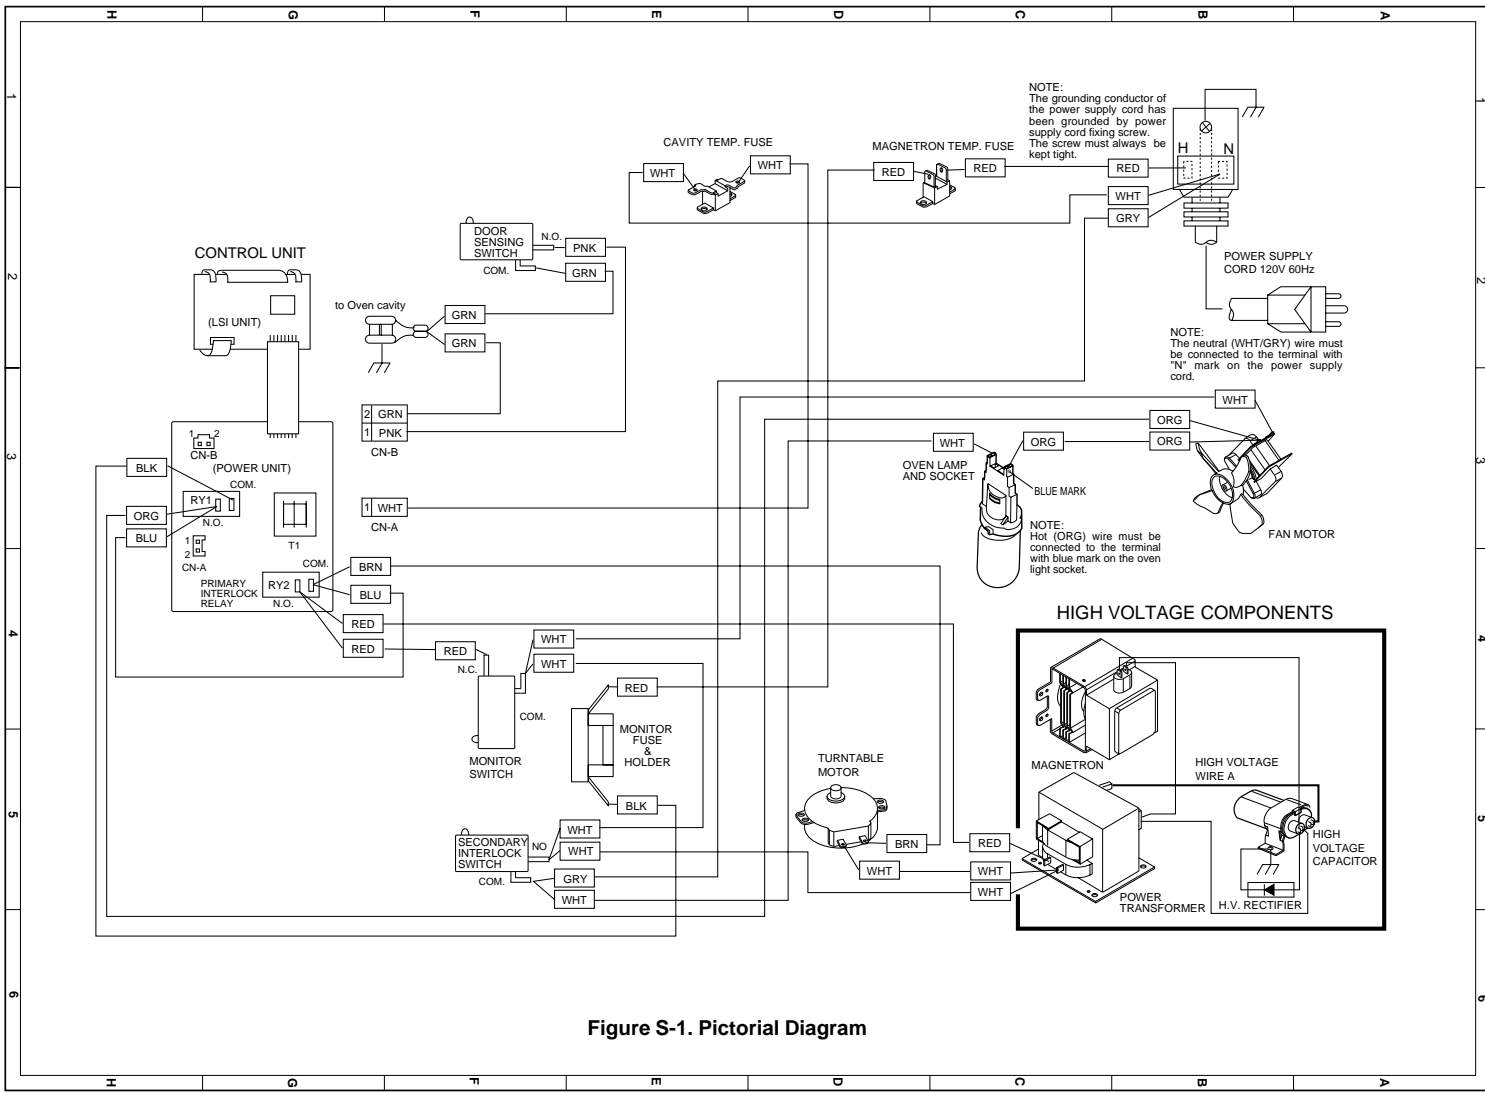 H G F E D C B A
1
1
NOTE:
The grounding conductor of
the power supply cord has
been grounded by power
supply cord fixing screw.
The screw must always be
kept tight.
CAVITY TEMP. FUSE
MAGNETRON TEMP. FUSE
H N
WHT
WHT
RED
RED
RED
WHT
GRY
DOOR
SENSING
SWITCH
N.O.
COM.
PNK
GRN
POWER SUPPLY
CORD 120V 60Hz
CONTROL UNIT
(LSI UNIT)
2
2
to Oven cavity
GRN
GRN
NOTE:
The neutral (WHT/GRY) wire must
be connected to the terminal with
"N" mark on the power supply
cord.
2 GRN
1 PNK
CN-B
WHT
ORG
ORG
WHT
ORG
OVEN LAMP
AND SOCKET
BLUE MARK
FAN MOTOR
3
3
1 2
CN-B
(POWER UNIT)
COM.
RY1
N.O.
BLK
ORG
BLU
1 WHT
CN-A
T1
1
2
CN-A
NOTE:
Hot (ORG) wire must be
connected to the terminal
with blue mark on the oven
light socket.
PRIMARY
INTERLOCK
RELAY
COM.
RY2
N.O.
BRN
BLU
RED
RED
4
4
HIGH VOLTAGE COMPONENTS
RED
N.C.
WHT
WHT
COM.
MONITOR
SWITCH
RED
MONITOR
FUSE
&
HOLDER
BLK
TURNTABLE
MOTOR
MAGNETRON
HIGH VOLTAGE
WIRE A
5
5
SECONDARY
INTERLOCK
SWITCH
NO
COM.
WHT
WHT
GRY
WHT
BRN
WHT
RED
WHT
WHT
HIGH
VOLTAGE
CAPACITOR
POWER
TRANSFORMER
H.V. RECTIFIER
6
6
Figure S-1. Pictorial Diagram
H G F E D C B A